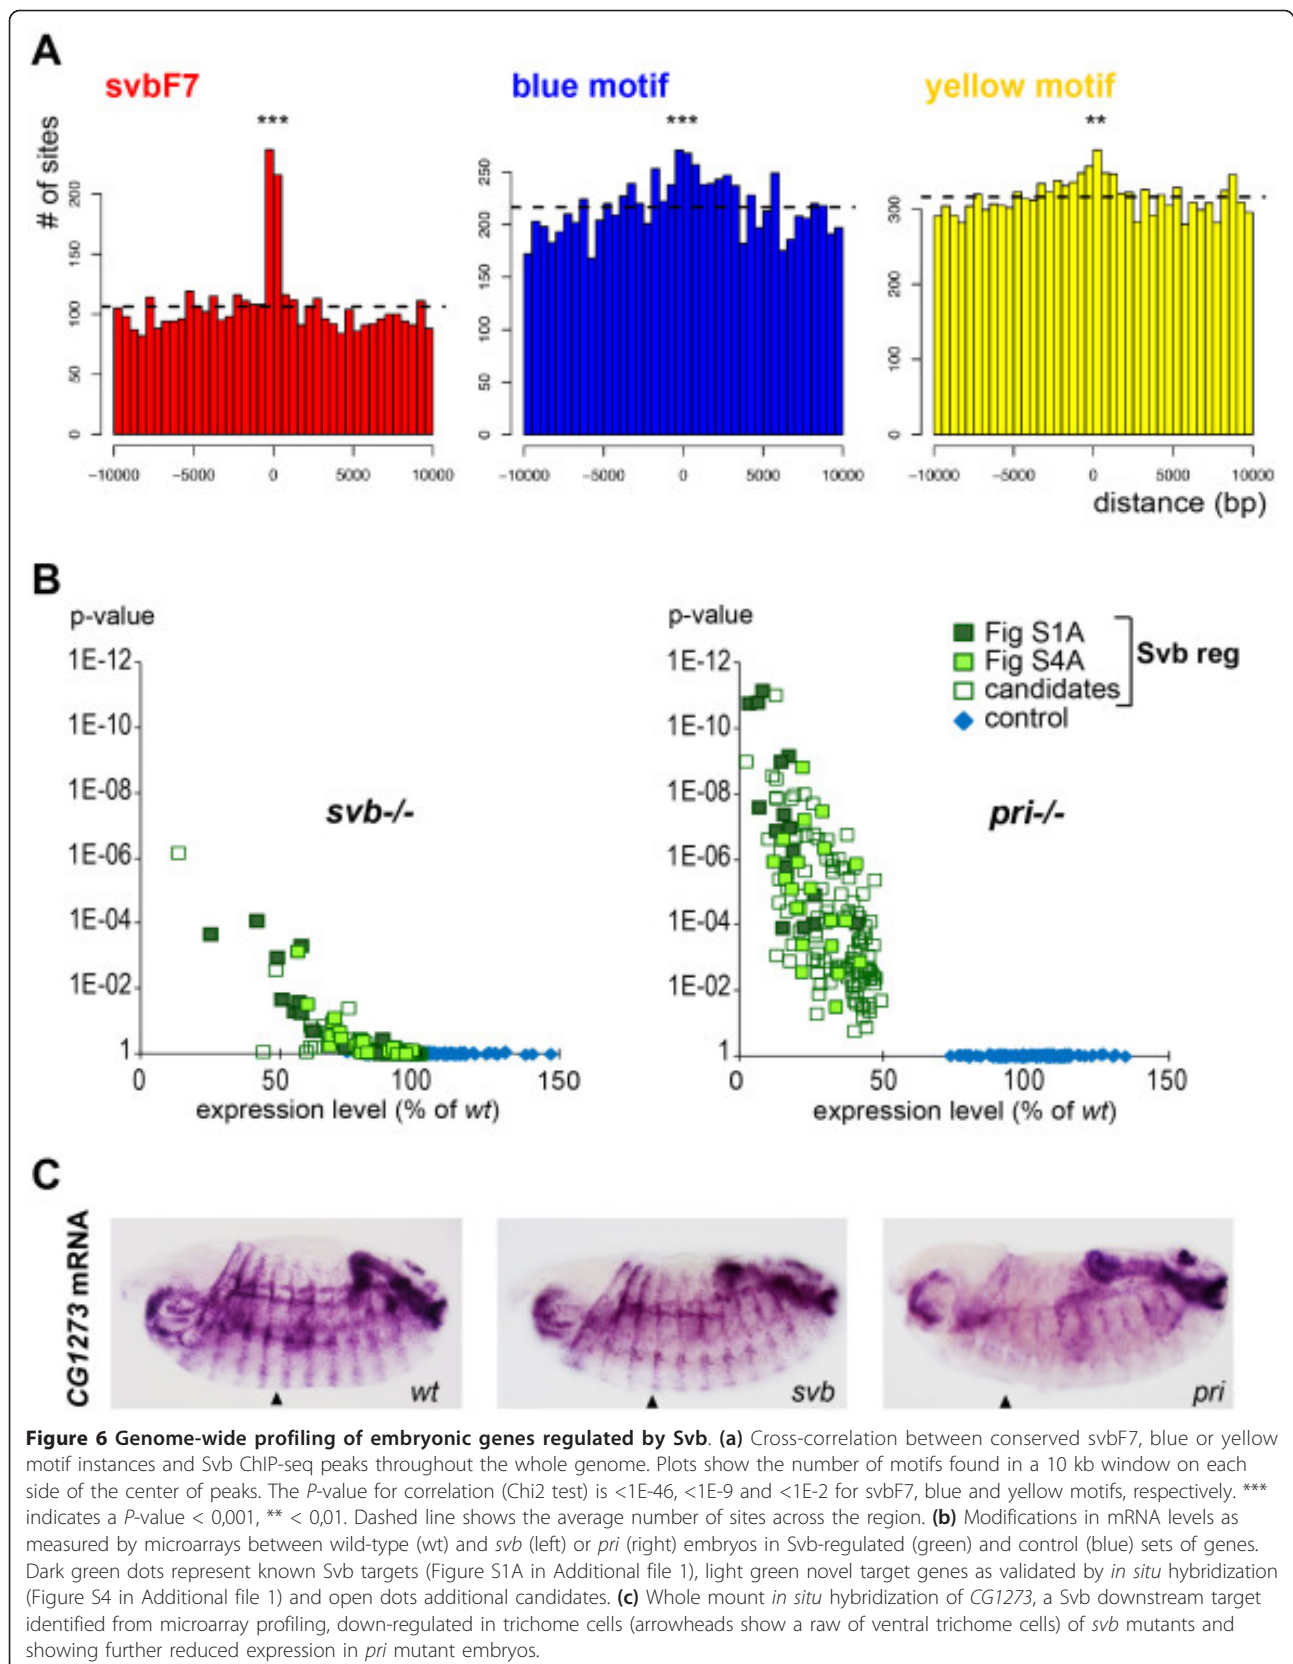 A
svbF7
blue motif
yellow motif
***
***
**
# of sites
0
50
100
150
200
0
50
100
150
200
250
0
100
200
300
−10000
−5000
0
5000
10000
−10000
−5000
0
5000
10000
−10000
−5000
0
5000
10000
distance (bp)
B
p-value
1E-12
1E-10
1E-08
1E-06
1E-04
1E-02
1
svb-/-
0
50
100
150
expression level (% of wt)
p-value
1E-12
1E-10
1E-08
1E-06
1E-04
1E-02
1
Fig S1A
Fig S4A
candidates
control
Svb reg
pri-/-
0
50
100
150
expression level (% of wt)
C
CG1273 mRNA
wt
svb
pri
Figure 6 Genome-wide profiling of embryonic genes regulated by Svb. (a) Cross-correlation between conserved svbF7, blue or yellow
motif instances and Svb ChIP-seq peaks throughout the whole genome. Plots show the number of motifs found in a 10 kb window on each
side of the center of peaks. The P-value for correlation (Chi2 test) is <1E-46, <1E-9 and <1E-2 for svbF7, blue and yellow motifs, respectively. ***
indicates a P-value < 0,001, ** < 0,01. Dashed line shows the average number of sites across the region. (b) Modifications in mRNA levels as
measured by microarrays between wild-type (wt) and svb (left) or pri (right) embryos in Svb-regulated (green) and control (blue) sets of genes.
Dark green dots represent known Svb targets (Figure S1A in Additional file 1), light green novel target genes as validated by in situ hybridization
(Figure S4 in Additional file 1) and open dots additional candidates. (c) Whole mount in situ hybridization of CG1273, a Svb downstream target
identified from microarray profiling, down-regulated in trichome cells (arrowheads show a raw of ventral trichome cells) of svb mutants and
showing further reduced expression in pri mutant embryos.